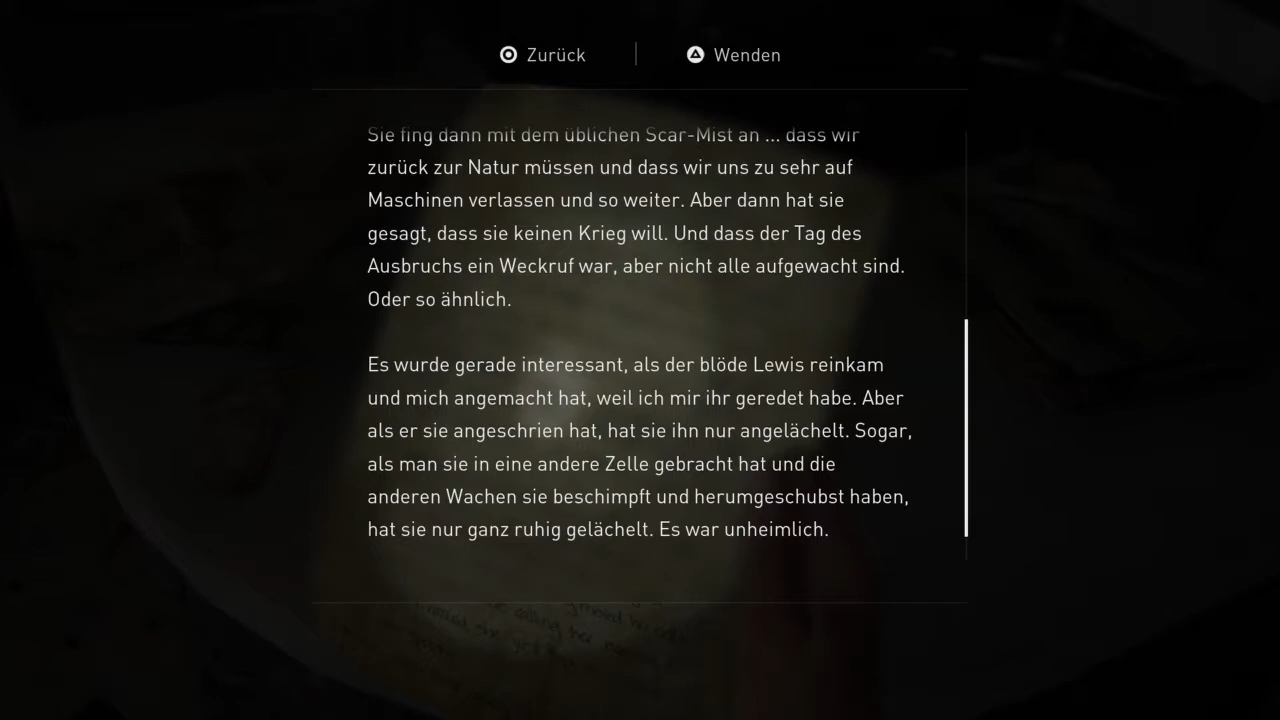 Zurück
Wenden
Sie fing dann mit dem üblichen Scar-Mist an ... dass wir
zurück zur Natur müssen und dass wir uns zu sehr auf
Maschinen verlassen und so weiter. Aber dann hat sie
gesagt, dass sie keinen Krieg will. Und dass der Tag des
Ausbruchs ein Weckruf war, aber nicht alle aufgewacht sind.
Oder so ähnlich.
Es wurde gerade interessant, als der blöde Lewis reinkam
und mich angemacht hat, weil ich mir ihr geredet habe. Aber
als er sie angeschrien hat, hat sie ihn nur angelächelt. Sogar,
als man sie in eine andere Zelle gebracht hat und die
anderen Wachen sie beschimpft und herumgeschubst haben,
hat sie nur ganz ruhig gelächelt. Es war unheimlich.
calling her